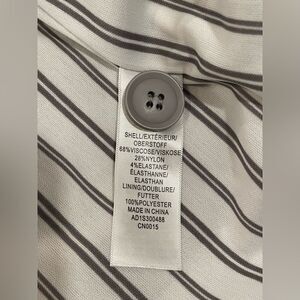 SHELL/EXTÉRIEUR/
OBERSTOFF
68%VISCOSE/VISKOSE
28%NYLON
4%ELASTANE/
ÉLASTHANNE/
ELASTHAN
LINING/DOUBLURE/
FUTTER
100%POLYESTER
MADE IN CHINA
AD1S300488
CN0015